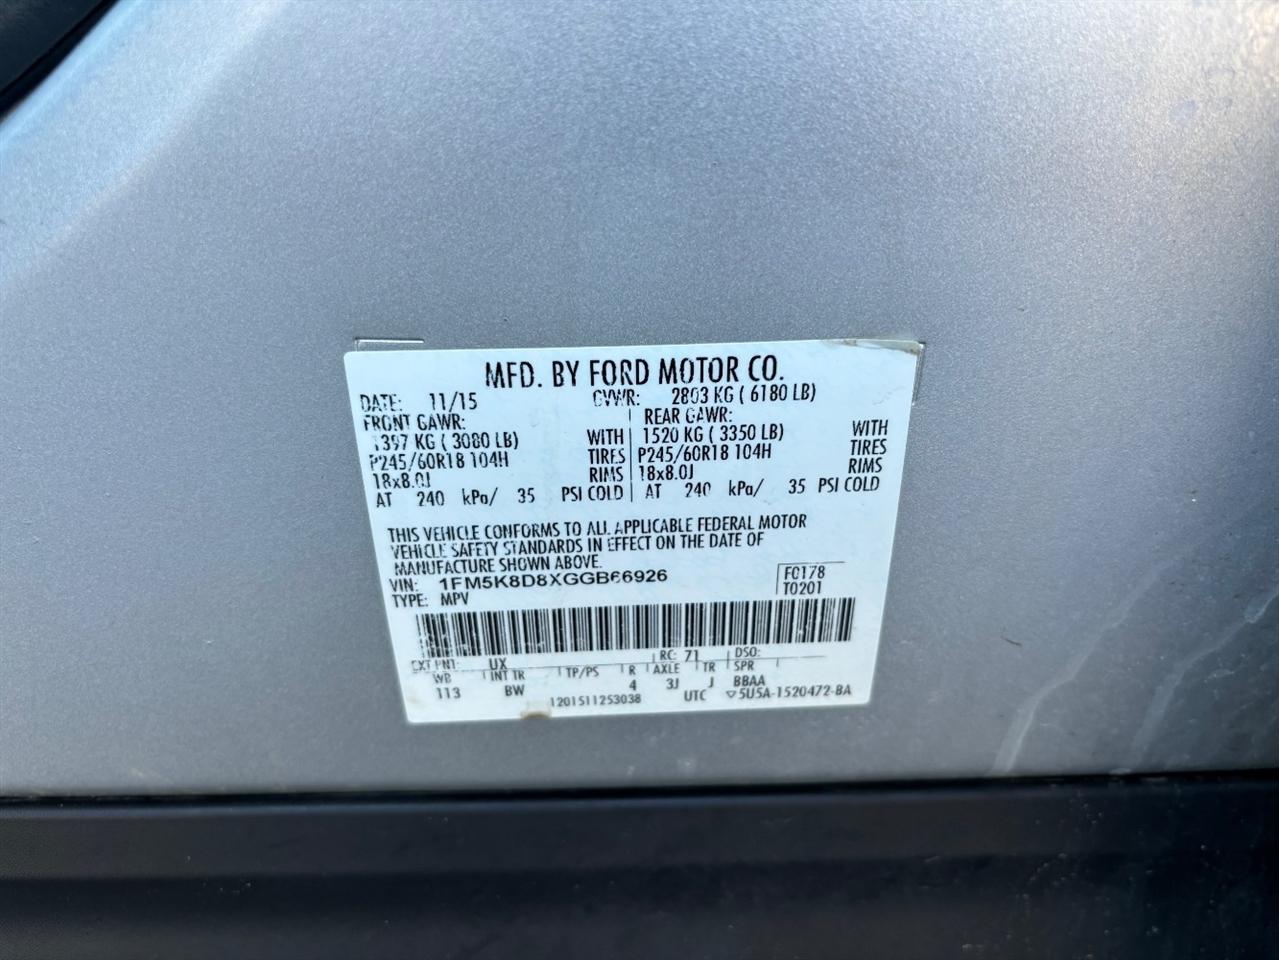 MFD. BY FORD MOTOR CO.
DATE: 11/15 GVWR: 2803 KG ( 6180 LB)
FRONT GAWR: REAR GAWR:
1397 KG ( 3080 LB) WITH 1520 KG ( 3350 LB) WITH
P245/60R18 104H TIRES P245/60R18 104H TIRES
18x8.0J RIMS 18x8.0J RIMS
AT 240 kPa/ 35 PSI COLD AT 240 kPa/ 35 PSI COLD
THIS VEHICLE CONFORMS TO ALL APPLICABLE FEDERAL MOTOR
VEHICLE SAFETY STANDARDS IN EFFECT ON THE DATE OF
MANUFACTURE SHOWN ABOVE.
VIN: 1FM5K8D8XGGB66926 FC178
TYPE: MPV T0201
EXT PNT: UX RC: 71 DSO:
WB INT TR TP/PS R AXLE TR SPR
113 BW 4 3J J BBAA
1201511253038 UTC ▽5U5A-1520472-BA